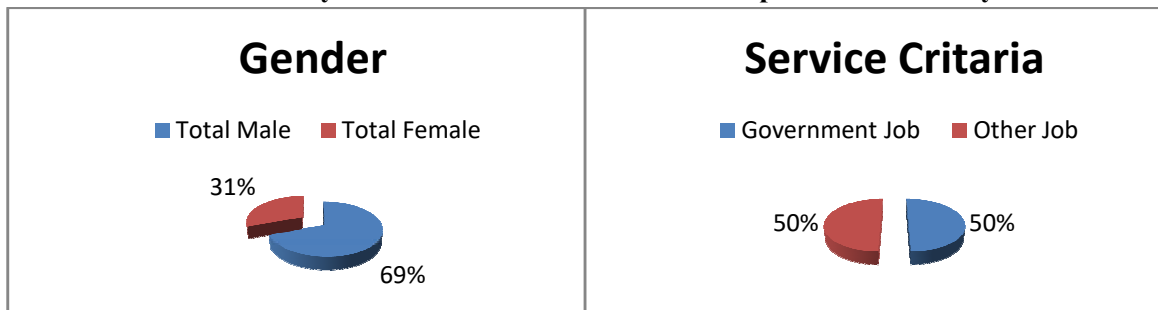 Gender
Total Male Total Female
31%
69%
Service Critaria
Government Job Other Job
50% 50%